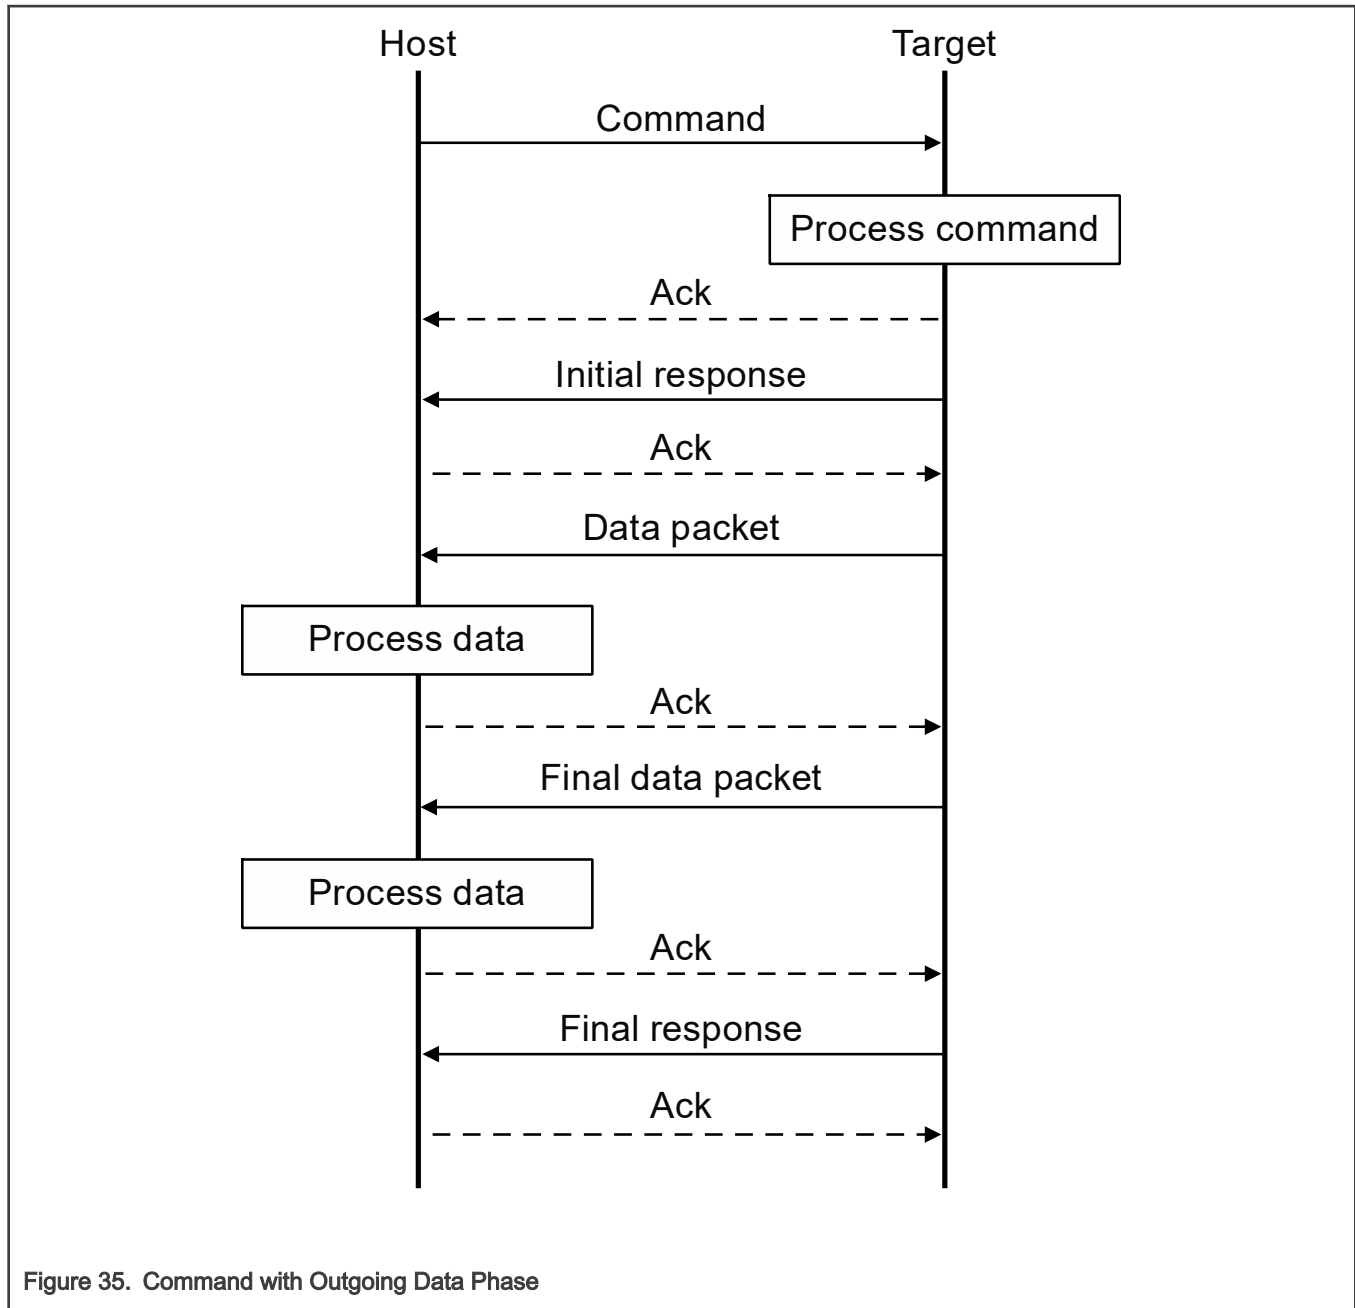 Host
Target
Command
Process command
Ack
Initial response
Ack
Data packet
Process data
Ack
Final data packet
Process data
Ack
Final response
Ack
Figure 35. Command with Outgoing Data Phase